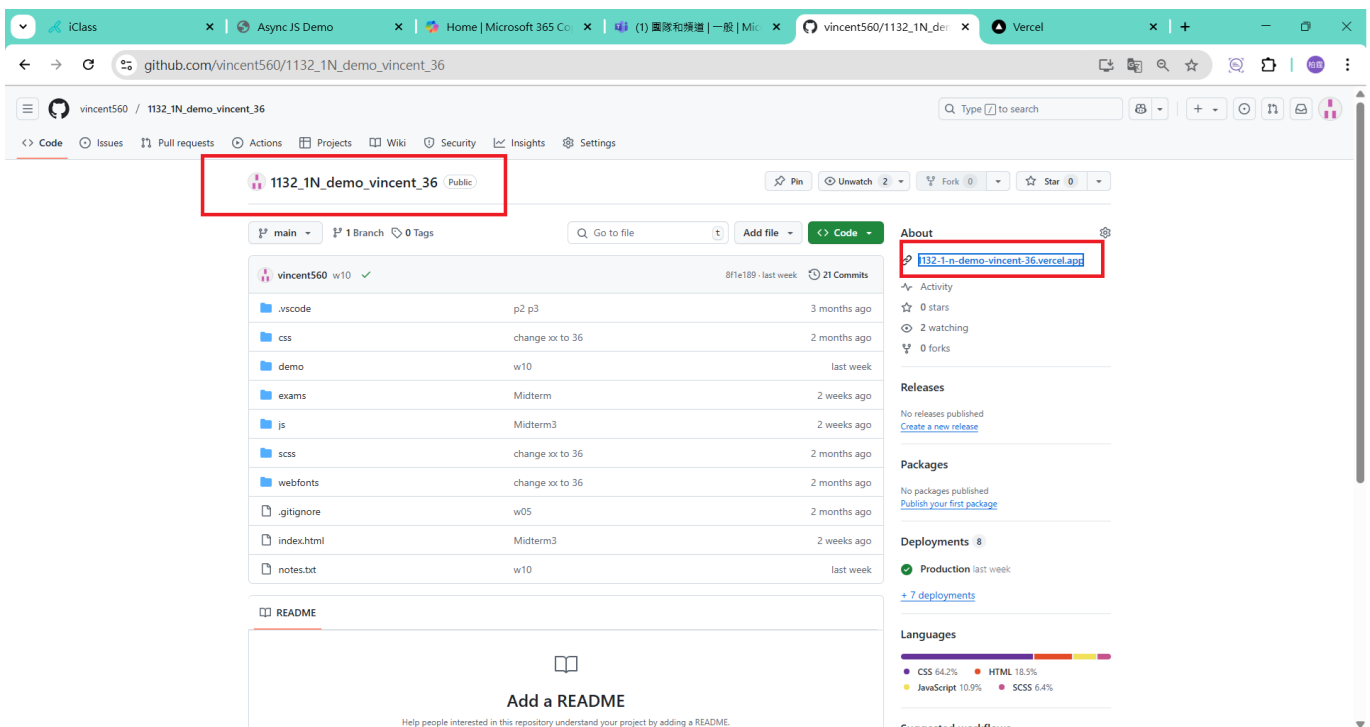 iClass
Async JS Demo
Home | Microsoft 365 Co
(1) 團隊和頻道 | 一般 | Mic
vincent560/1132_1N_der
Vercel
github.com/vincent560/1132_1N_demo_vincent_36
柏霖
vincent560 / 1132_1N_demo_vincent_36
Type / to search
Code Issues Pull requests Actions Projects Wiki Security Insights Settings
1132_1N_demo_vincent_36 Public
Pin Unwatch 2 Fork 0 Star 0
main 1 Branch 0 Tags
Go to file t Add file Code
vincent560 w10 8f1e189 · last week 21 Commits
.vscode p2 p3 3 months ago
css change xx to 36 2 months ago
demo w10 last week
exams Midterm 2 weeks ago
js Midterm3 2 weeks ago
scss change xx to 36 2 months ago
webfonts change xx to 36 2 months ago
.gitignore w05 2 months ago
index.html Midterm3 2 weeks ago
notes.txt w10 last week
README
Add a README
Help people interested in this repository understand your project by adding a README.
About
1132-1-n-demo-vincent-36.vercel.app
Activity
0 stars
2 watching
0 forks
Releases
No releases published
Create a new release
Packages
No packages published
Publish your first package
Deployments 8
Production last week
+ 7 deployments
Languages
CSS 64.2% HTML 18.5%
JavaScript 10.9% SCSS 6.4%